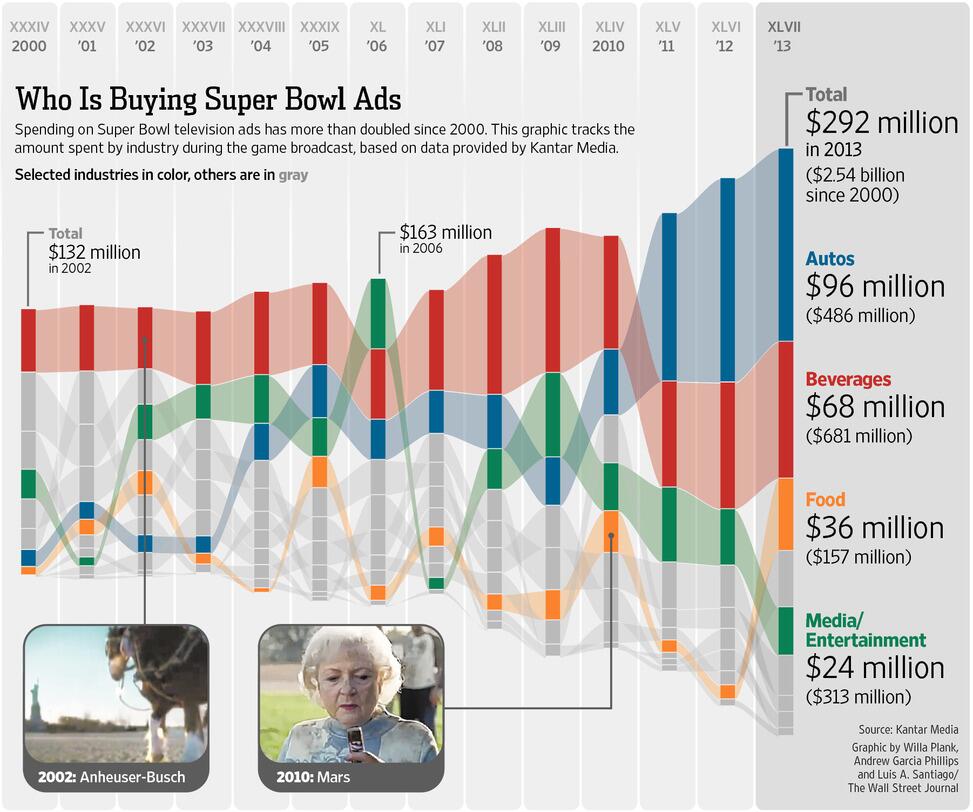 XXXIV XXXV XXXVI XXXVII XXXVIII XXXIX XL XLI XLII XLIII XLIV XLV XLVI XLVII
2000 '01 '02 '03 '04 '05 '06 '07 '08 '09 2010 '11 '12 '13
Who Is Buying Super Bowl Ads
Spending on Super Bowl television ads has more than doubled since 2000. This graphic tracks the
amount spent by industry during the game broadcast, based on data provided by Kantar Media.
Selected industries in color, others are in gray
Total
$132 million
in 2002
$163 million
in 2006
Total
$292 million
in 2013
($2.54 billion
since 2000)
Autos
$96 million
($486 million)
Beverages
$68 million
($681 million)
Food
$36 million
($157 million)
Media/
Entertainment
$24 million
($313 million)
2002: Anheuser-Busch
2010: Mars
Source: Kantar Media
Graphic by Willa Plank,
Andrew Garcia Phillips
and Luis A. Santiago/
The Wall Street Journal